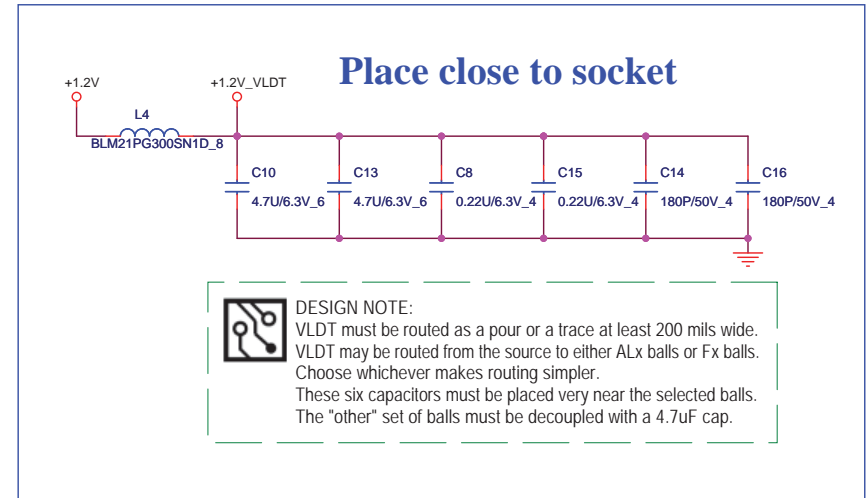 Place close to socket
+1.2V
+1.2V_VLDT
L4
BLM21PG300SN1D_8
C10
4.7U/6.3V_6
C13
4.7U/6.3V_6
C8
0.22U/6.3V_4
C15
0.22U/6.3V_4
C14
180P/50V_4
C16
180P/50V_4
DESIGN NOTE:
VLDT must be routed as a pour or a trace at least 200 mils wide.
VLDT may be routed from the source to either ALx balls or Fx balls.
Choose whichever makes routing simpler.
These six capacitors must be placed very near the selected balls.
The "other" set of balls must be decoupled with a 4.7uF cap.